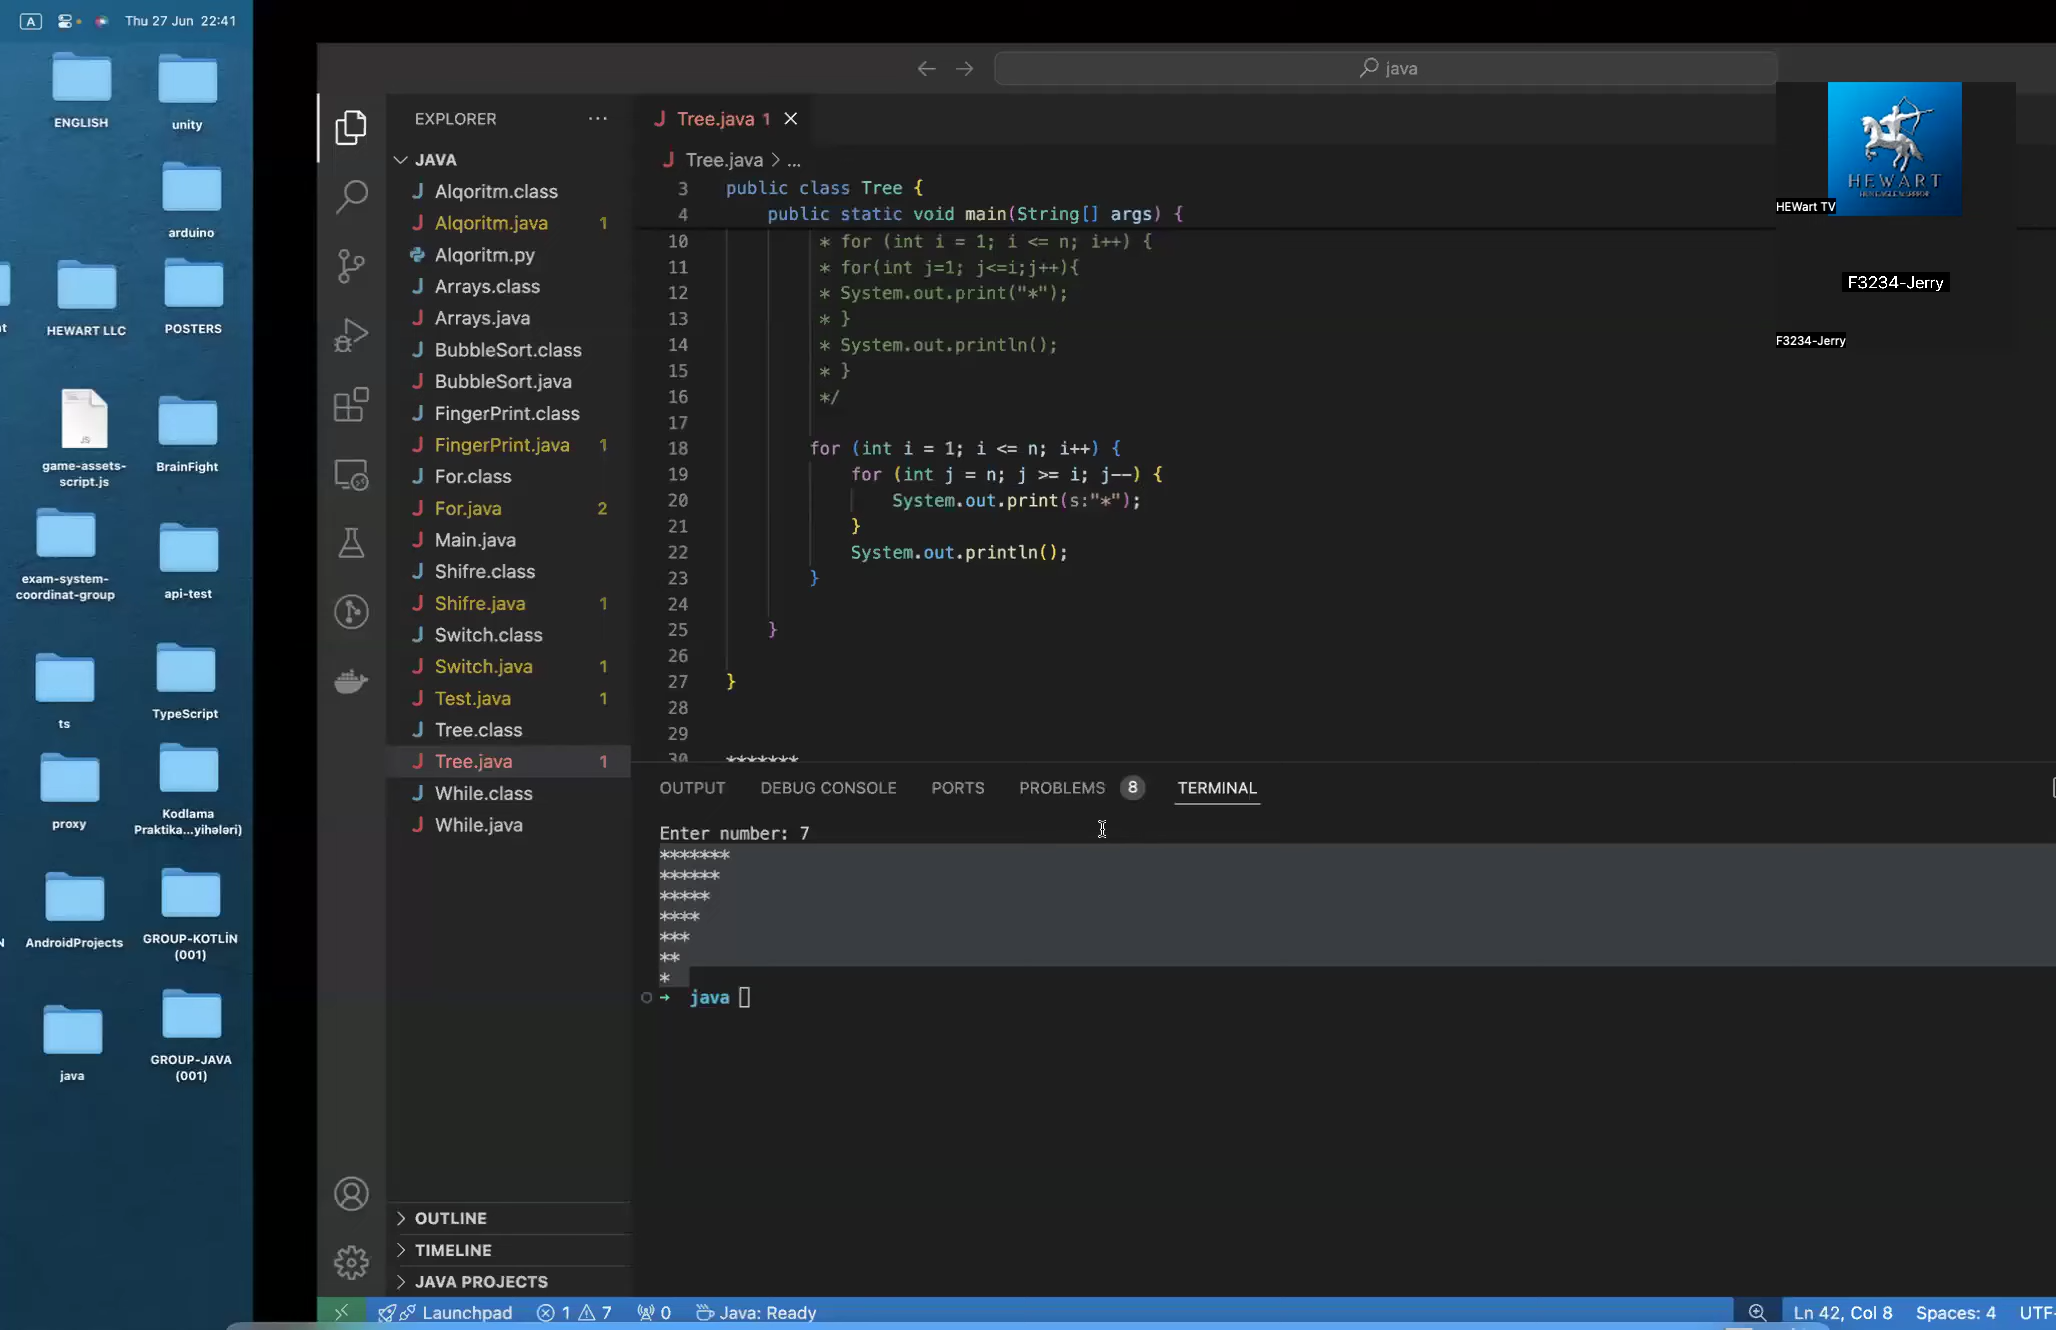 A
Thu 27 Jun 22:41
ENGLISH
unity
arduino
HEWART LLC
POSTERS
game-assets-
script.js
JS
BrainFight
exam-system-
coordinat-group
api-test
ts
TypeScript
proxy
Kodlama
Praktika...yihələri)
AndroidProjects
GROUP-KOTLİN
(001)
java
GROUP-JAVA
(001)
java
EXPLORER
JAVA
J Alqoritm.class
J Alqoritm.java 1
Alqoritm.py
J Arrays.class
J Arrays.java
J BubbleSort.class
J BubbleSort.java
J FingerPrint.class
J FingerPrint.java 1
J For.class
J For.java 2
J Main.java
J Shifre.class
J Shifre.java 1
J Switch.class
J Switch.java 1
J Test.java 1
J Tree.class
J Tree.java 1
J While.class
J While.java
OUTLINE
TIMELINE
JAVA PROJECTS
J Tree.java 1
J Tree.java > ...
3 public class Tree {
4 public static void main(String[] args) {
10 * for (int i = 1; i <= n; i++) {
11 * for(int j=1; j<=i;j++){
12 * System.out.print("*");
13 * }
14 * System.out.println();
15 * }
16 */
17
18 for (int i = 1; i <= n; i++) {
19 for (int j = n; j >= i; j--) {
20 System.out.print(s:"*");
21 }
22 System.out.println();
23 }
24
25 }
26
27 }
28
29
30 *******
HEWART
HEWart TV
F3234-Jerry
F3234-Jerry
OUTPUT DEBUG CONSOLE PORTS PROBLEMS 8 TERMINAL
Enter number: 7
*******
******
*****
****
***
**
*
→ java
Launchpad 1 7 0 Java: Ready Ln 42, Col 8 Spaces: 4 UTF-